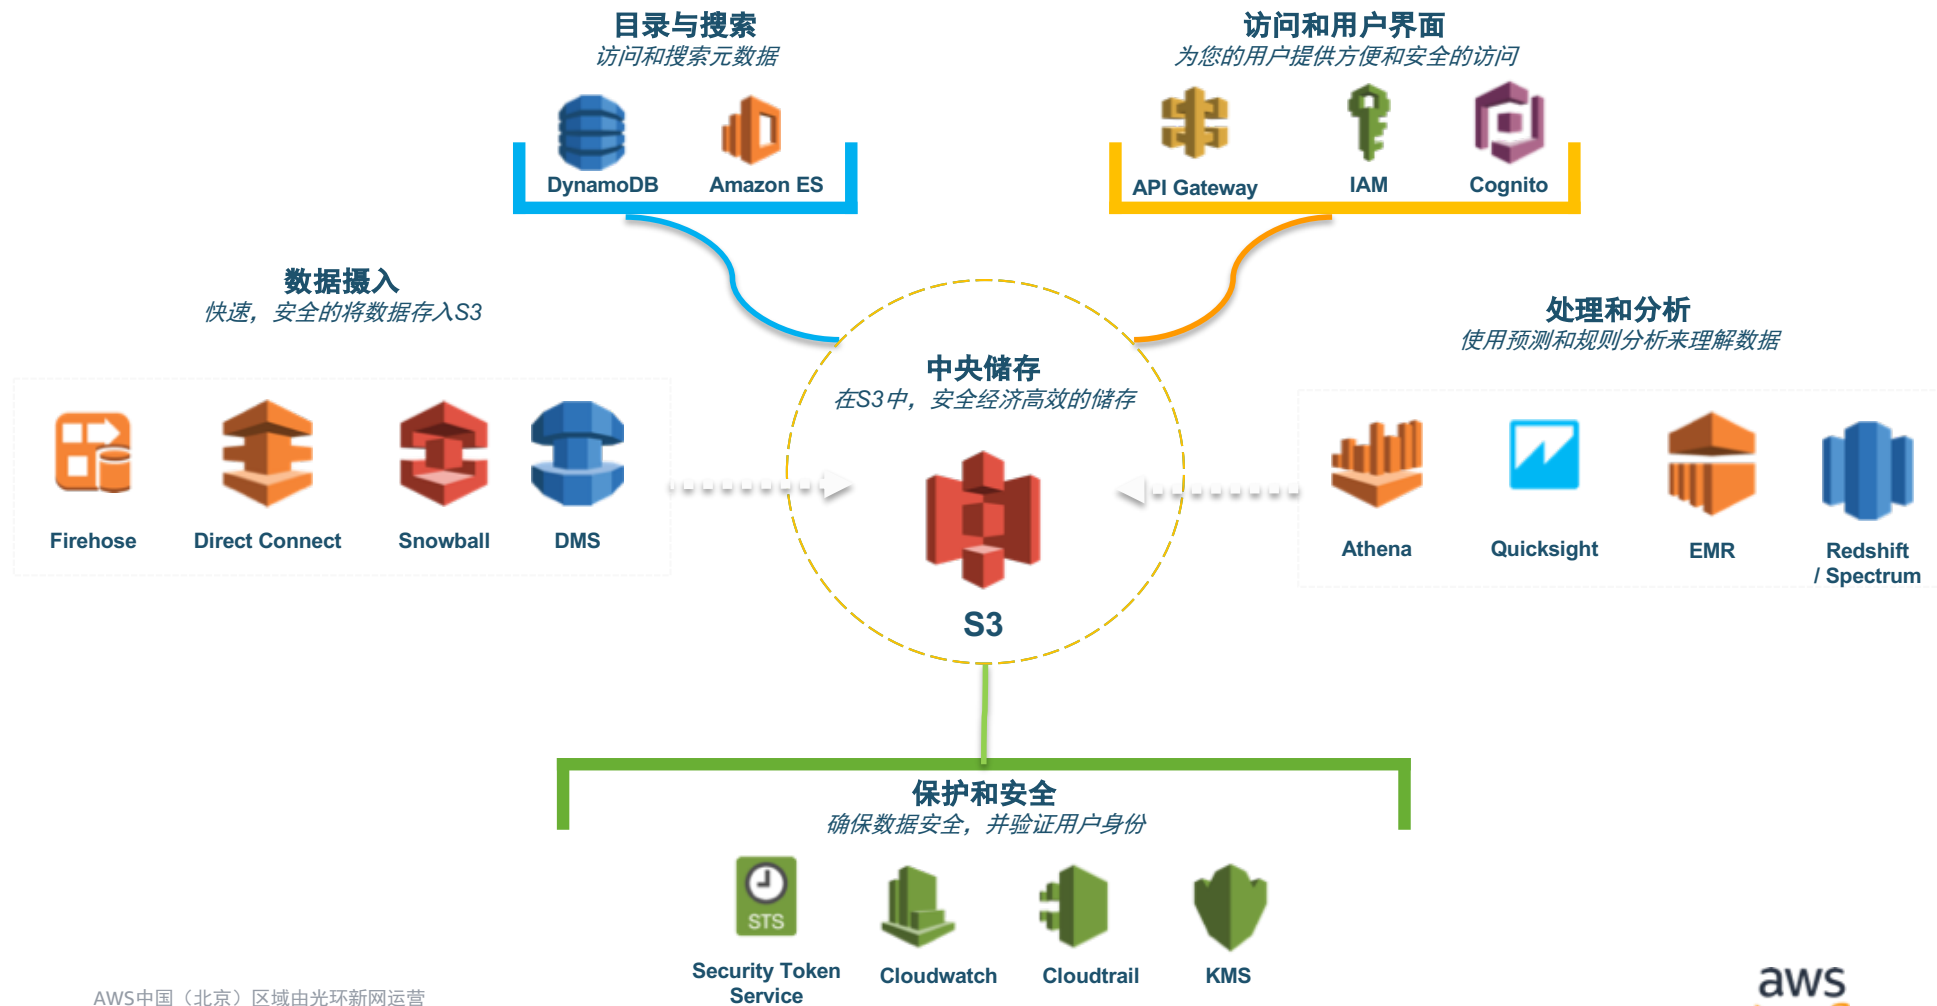 目录与搜索
访问和搜索元数据
DynamoDB
Amazon ES
访问和用户界面
为您的用户提供方便和安全的访问
API Gateway
IAM
Cognito
数据摄入
快速，安全的将数据存入S3
Firehose
Direct Connect
Snowball
DMS
中央储存
在S3中，安全经济高效的储存
S3
处理和分析
使用预测和规则分析来理解数据
Athena
Quicksight
EMR
Redshift
/ Spectrum
保护和安全
确保数据安全，并验证用户身份
STS
Security Token
Service
Cloudwatch
Cloudtrail
KMS
AWS中国（北京）区域由光环新网运营
aws